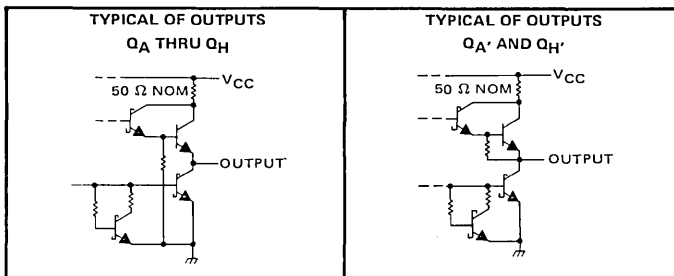 TYPICAL OF OUTPUTS
QA THRU QH
VCC
50 Ω NOM
OUTPUT
TYPICAL OF OUTPUTS
QA' AND QH'
VCC
50 Ω NOM
OUTPUT